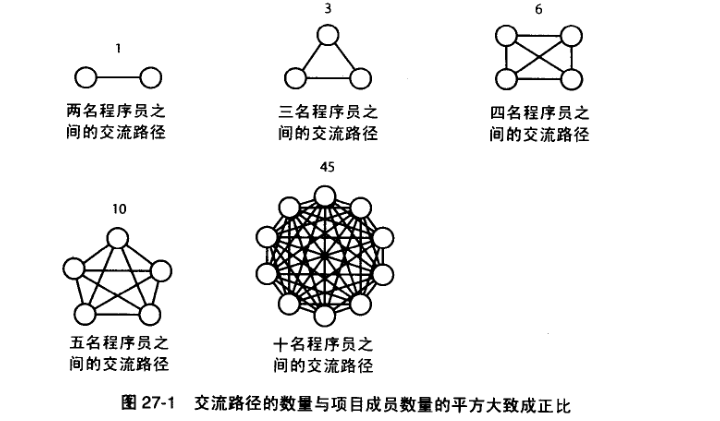 1
3
6
两名程序员之
间的交流路径
三名程序员之
间的交流路径
四名程序员之
间的交流路径
10
45
五名程序员之
间的交流路径
十名程序员之
间的交流路径
图 27-1 交流路径的数量与项目成员数量的平方大致成正比